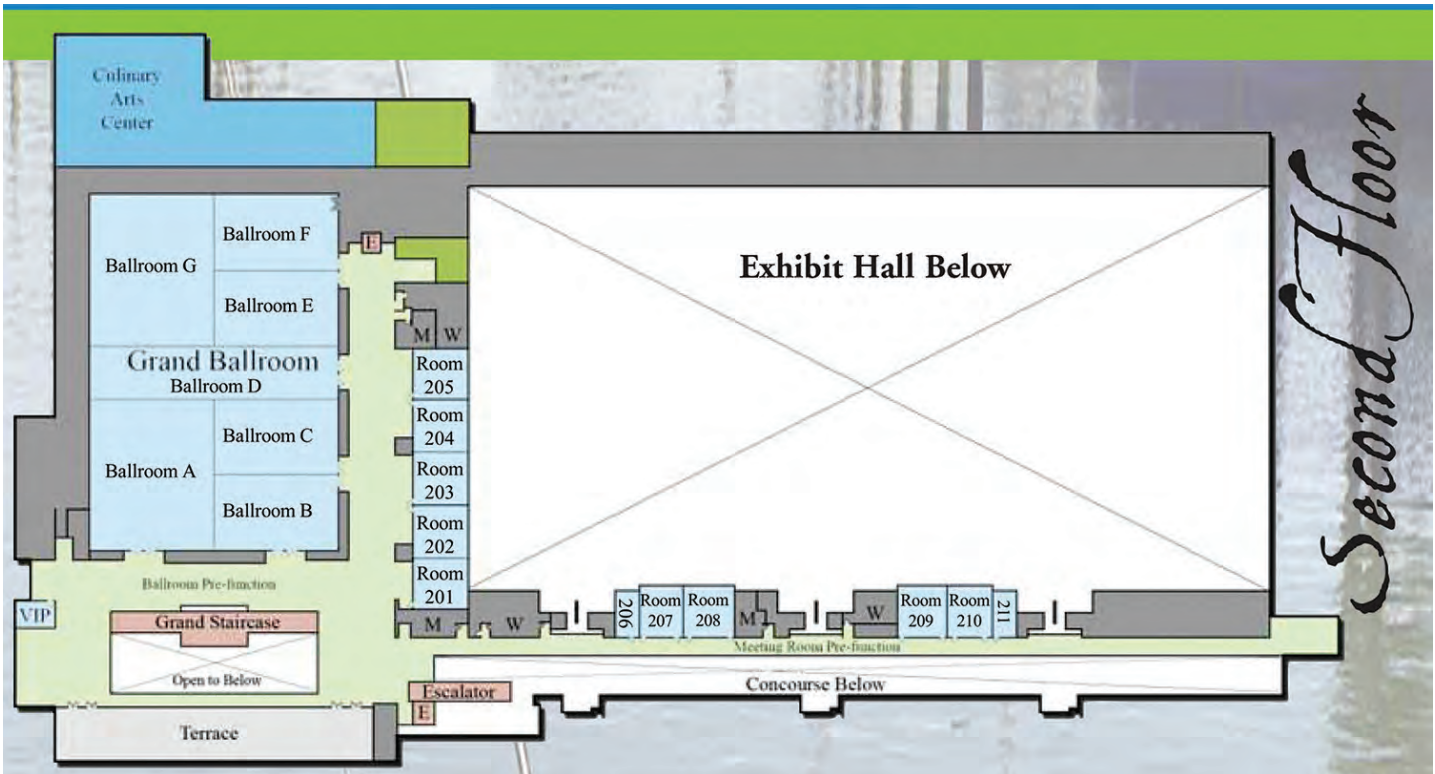 Culinary
Arts
Center
Ballroom F
Ballroom G
E
Ballroom E
Exhibit Hall Below
M W
Grand Ballroom
Ballroom D
Room
205
Room
204
Ballroom C
Ballroom A
Room
203
Ballroom B
Room
202
Room
201
Ballroom Pre-function
VIP
Grand Staircase
Open to Below
M
W
206
Room
207
Room
208
M
W
Room
209
Room
210
211
Meeting Room Pre-function
Escalator
E
Concourse Below
Terrace
Second Floor